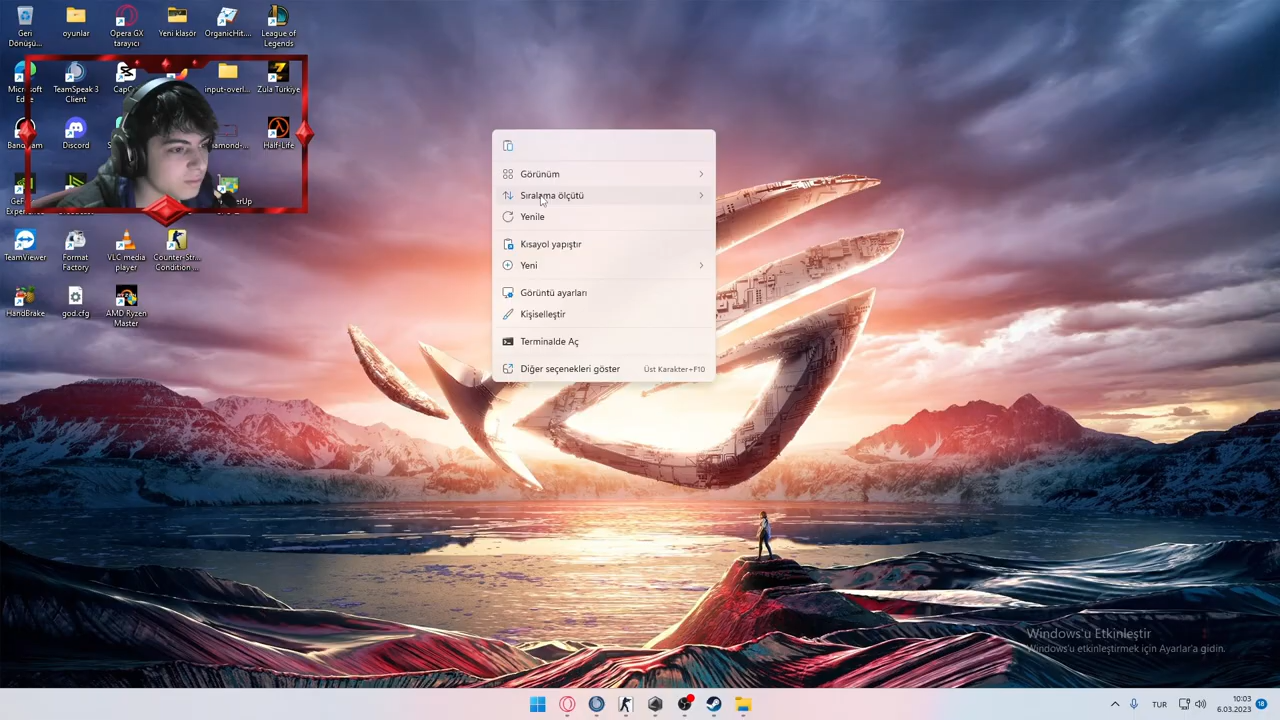 Geri
Dönüşü...
oyunlar
Opera GX
tarayıcı
Yeni klasör
OrganicHit....
League of
Legends
TeamSpeak 3
Client
input-overl...
Zula Türkiye
Discord
Half-Life
TeamViewer
Format
Factory
VLC media
player
Counter-Str...
Condition....
HandBrake
god.cfg
AMD Ryzen
Master
Görünüm
Sıralama ölçütü
Yenile
Kısayol yapıştır
Yeni
Görüntü ayarları
Kişiselleştir
Terminalde Aç
Diğer seçenekleri göster Üst Karakter+F10
Windows'u Etkinleştir
Windows'u etkinleştirmek için Ayarlar'a gidin.
TUR
10:03
6.03.2023
18